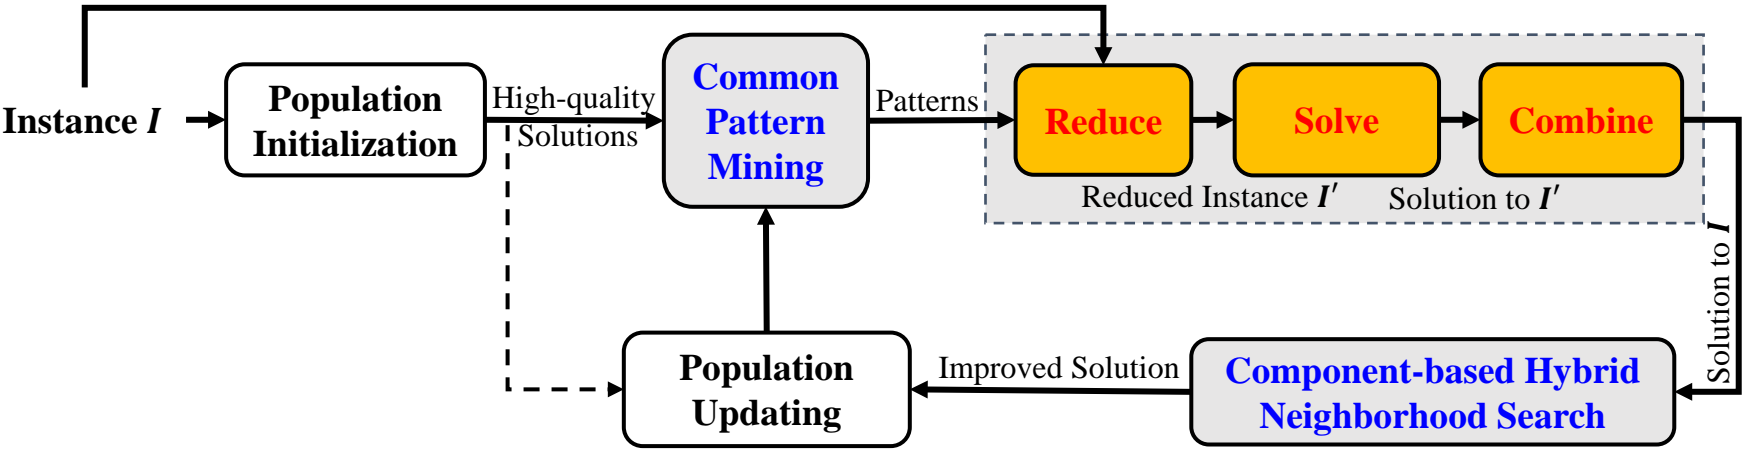 Instance I
Population
Initialization
High-quality
Solutions
Common
Pattern
Mining
Patterns
Reduce
Solve
Combine
Reduced Instance I′
Solution to I′
Solution to I
Component-based Hybrid
Neighborhood Search
Improved Solution
Population
Updating